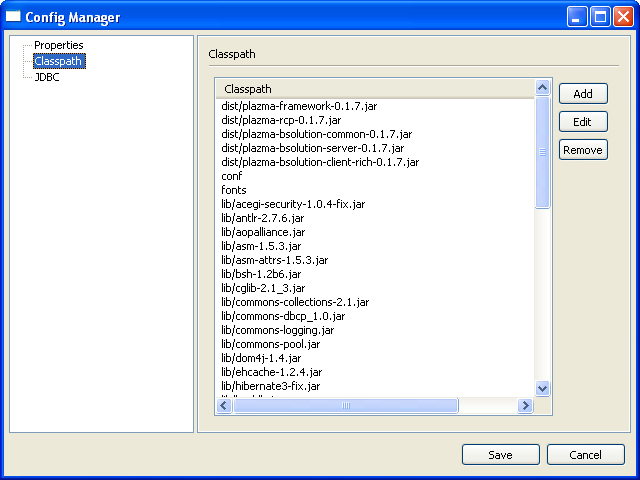 Config Manager
Properties
Classpath
JDBC
Classpath
Classpath
dist/plazma-framework-0.1.7.jar
dist/plazma-rcp-0.1.7.jar
dist/plazma-bsolution-common-0.1.7.jar
dist/plazma-bsolution-server-0.1.7.jar
dist/plazma-bsolution-client-rich-0.1.7.jar
conf
fonts
lib/acegi-security-1.0.4-fix.jar
lib/antlr-2.7.6.jar
lib/aopalliance.jar
lib/asm-1.5.3.jar
lib/asm-attrs-1.5.3.jar
lib/bsh-1.2b6.jar
lib/cglib-2.1_3.jar
lib/commons-collections-2.1.jar
lib/commons-dbcp_1.0.jar
lib/commons-logging.jar
lib/commons-pool.jar
lib/dom4j-1.4.jar
lib/ehcache-1.2.4.jar
lib/hibernate3-fix.jar
Add
Edit
Remove
Save
Cancel